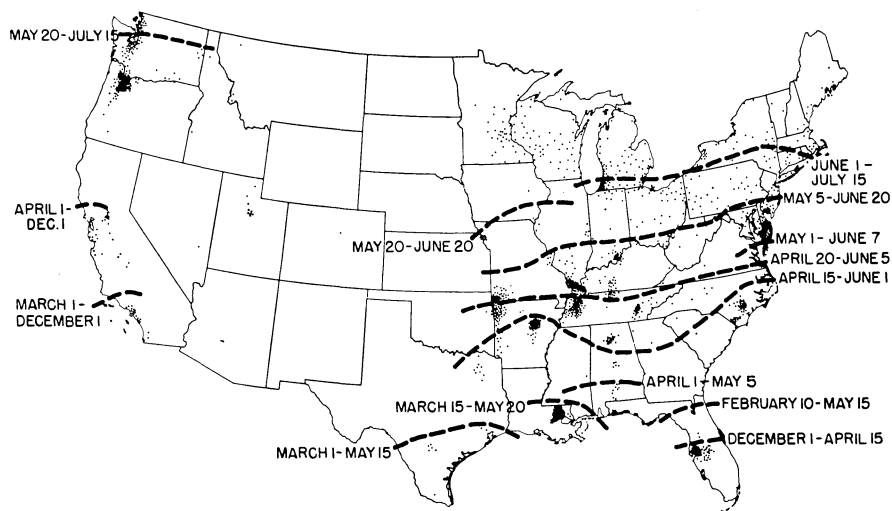 MAY 20-JULY 15
JUNE 1-
JULY 15
MAY 5-JUNE 20
APRIL 1-
DEC. 1
MAY 1-JUNE 7
MAY 20-JUNE 20
APRIL 20-JUNE 5
APRIL 15-JUNE 1
MARCH 1-
DECEMBER 1
APRIL 1-MAY 5
MARCH 15-MAY 20
FEBRUARY 10-MAY 15
DECEMBER 1-APRIL 15
MARCH 1-MAY 15